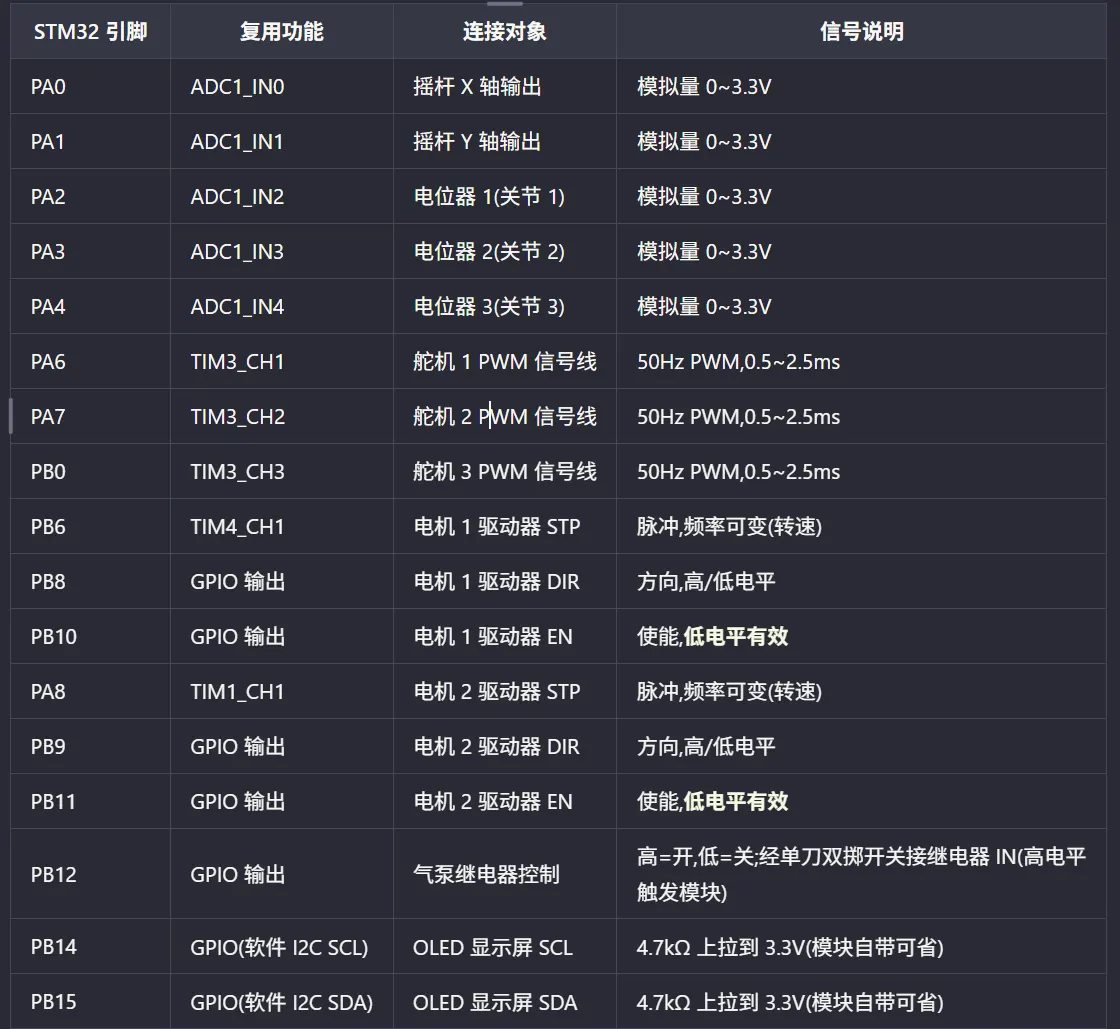 STM32 引脚 复用功能 连接对象 信号说明
PA0 ADC1_IN0 摇杆 X 轴输出 模拟量 0~3.3V
PA1 ADC1_IN1 摇杆 Y 轴输出 模拟量 0~3.3V
PA2 ADC1_IN2 电位器 1(关节 1) 模拟量 0~3.3V
PA3 ADC1_IN3 电位器 2(关节 2) 模拟量 0~3.3V
PA4 ADC1_IN4 电位器 3(关节 3) 模拟量 0~3.3V
PA6 TIM3_CH1 舵机 1 PWM 信号线 50Hz PWM,0.5~2.5ms
PA7 TIM3_CH2 舵机 2 PWM 信号线 50Hz PWM,0.5~2.5ms
PB0 TIM3_CH3 舵机 3 PWM 信号线 50Hz PWM,0.5~2.5ms
PB6 TIM4_CH1 电机 1 驱动器 STP 脉冲,频率可变(转速)
PB8 GPIO 输出 电机 1 驱动器 DIR 方向,高/低电平
PB10 GPIO 输出 电机 1 驱动器 EN 使能,低电平有效
PA8 TIM1_CH1 电机 2 驱动器 STP 脉冲,频率可变(转速)
PB9 GPIO 输出 电机 2 驱动器 DIR 方向,高/低电平
PB11 GPIO 输出 电机 2 驱动器 EN 使能,低电平有效
PB12 GPIO 输出 气泵继电器控制 高=开,低=关;经单刀双掷开关接继电器 IN(高电平
触发模块)
PB14 GPIO(软件 I2C SCL) OLED 显示屏 SCL 4.7kΩ 上拉到 3.3V(模块自带可省)
PB15 GPIO(软件 I2C SDA) OLED 显示屏 SDA 4.7kΩ 上拉到 3.3V(模块自带可省)